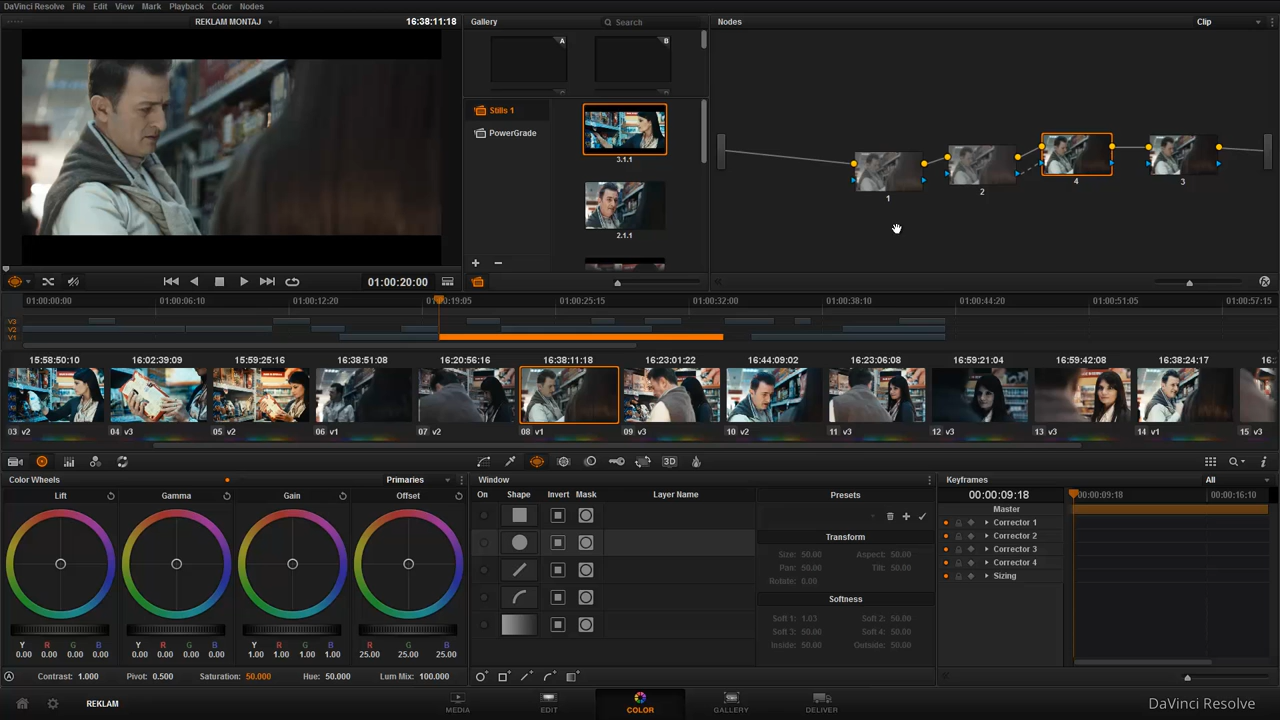 DaVinci Resolve File Edit View Mark Playback Color Nodes
REKLAM MONTAJ 16:38:11:18 Gallery Search Nodes Clip
A B
Stills 1
PowerGrade
3.1.1
2.1.1
1 2 4 3
01:00:20:00
01:00:00:00 01:00:06:10 01:00:12:20 01:00:19:05 01:00:25:15 01:00:32:00 01:00:38:10 01:00:44:20 01:00:51:05 01:00:57:15
V3
V2
V1
15:58:50:10 16:02:39:09 15:59:25:16 16:38:51:08 16:20:56:16 16:38:11:18 16:23:01:22 16:44:09:02 16:23:06:08 16:59:21:04 16:59:42:08 16:38:24:17 16:
03 v2 04 v3 05 v2 06 v1 07 v2 08 v1 09 v3 10 v2 11 v3 12 v3 13 v3 14 v1 15 v3
3D
Color Wheels Primaries Window Keyframes All
Lift Gamma Gain Offset On Shape Invert Mask Layer Name Presets 00:00:09:18 00:00:09:18 00:00:16:10
Master
Corrector 1
Corrector 2
Corrector 3
Corrector 4
Sizing
Transform
Size: 50.00 Aspect: 50.00
Pan: 50.00 Tilt: 50.00
Rotate: 0.00
Softness
Soft 1: 1.03 Soft 2: 50.00
Soft 3: 50.00 Soft 4: 50.00
Inside: 50.00 Outside: 50.00
Y R G B Y R G B Y R G B R G B
0.00 0.00 0.00 0.00 0.00 0.00 0.00 0.00 1.00 1.00 1.00 1.00 25.00 25.00 25.00
A Contrast: 1.000 Pivot: 0.500 Saturation: 50.000 Hue: 50.000 Lum Mix: 100.000
REKLAM MEDIA EDIT COLOR GALLERY DELIVER DaVinci Resolve